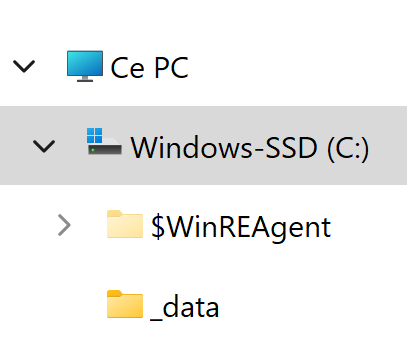 Ce PC
Windows-SSD (C:)
$WinREAgent
_data